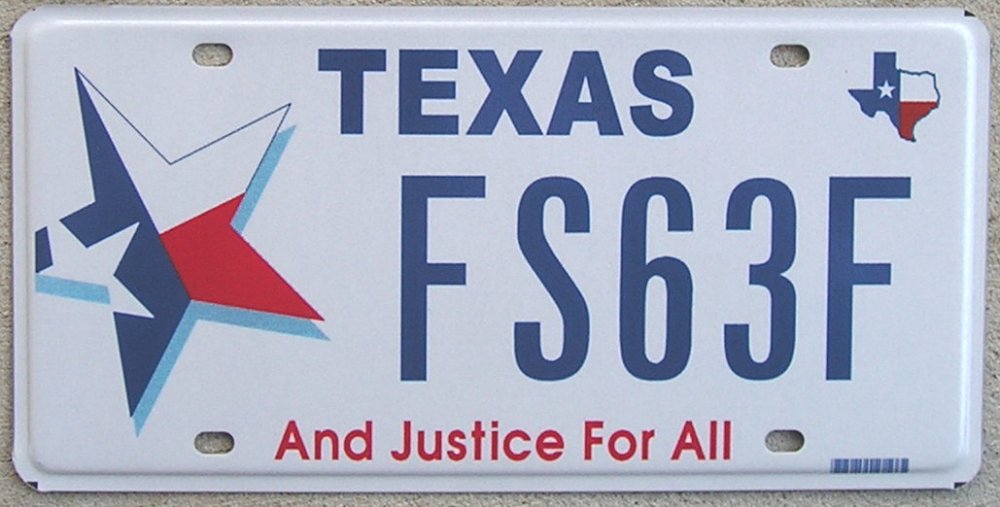 TEXAS
FS63F
And Justice For All